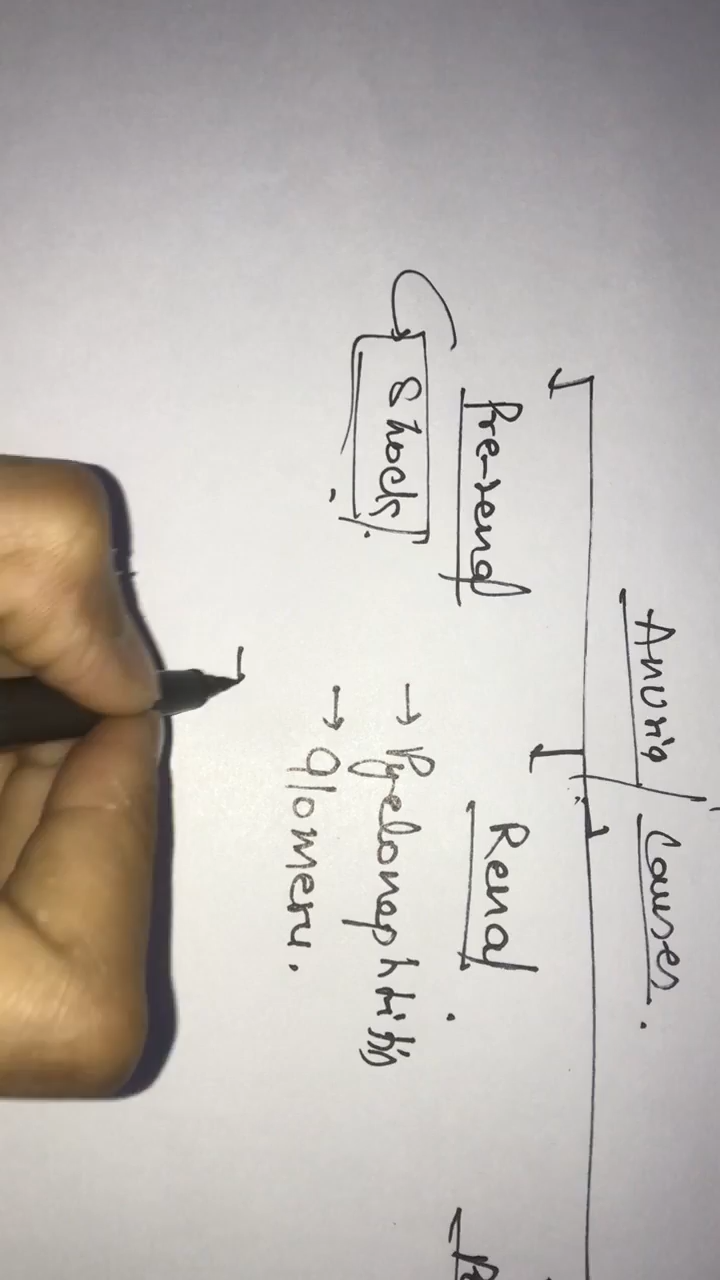 Anuria Causes.
Pre-renal
Renal
Shock
→ Pyelonephritis
→ Glomeru.